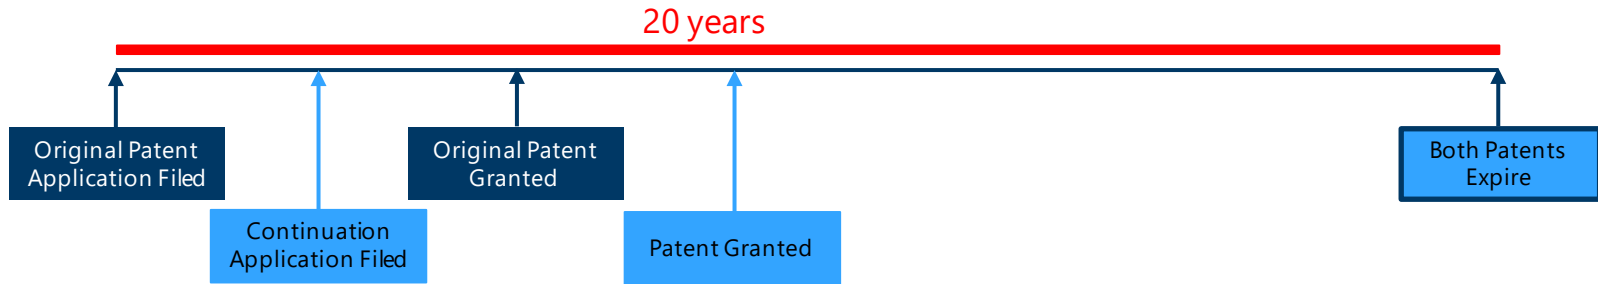 20 years
Original Patent
Application Filed
Original Patent
Granted
Both Patents
Expire
Continuation
Application Filed
Patent Granted